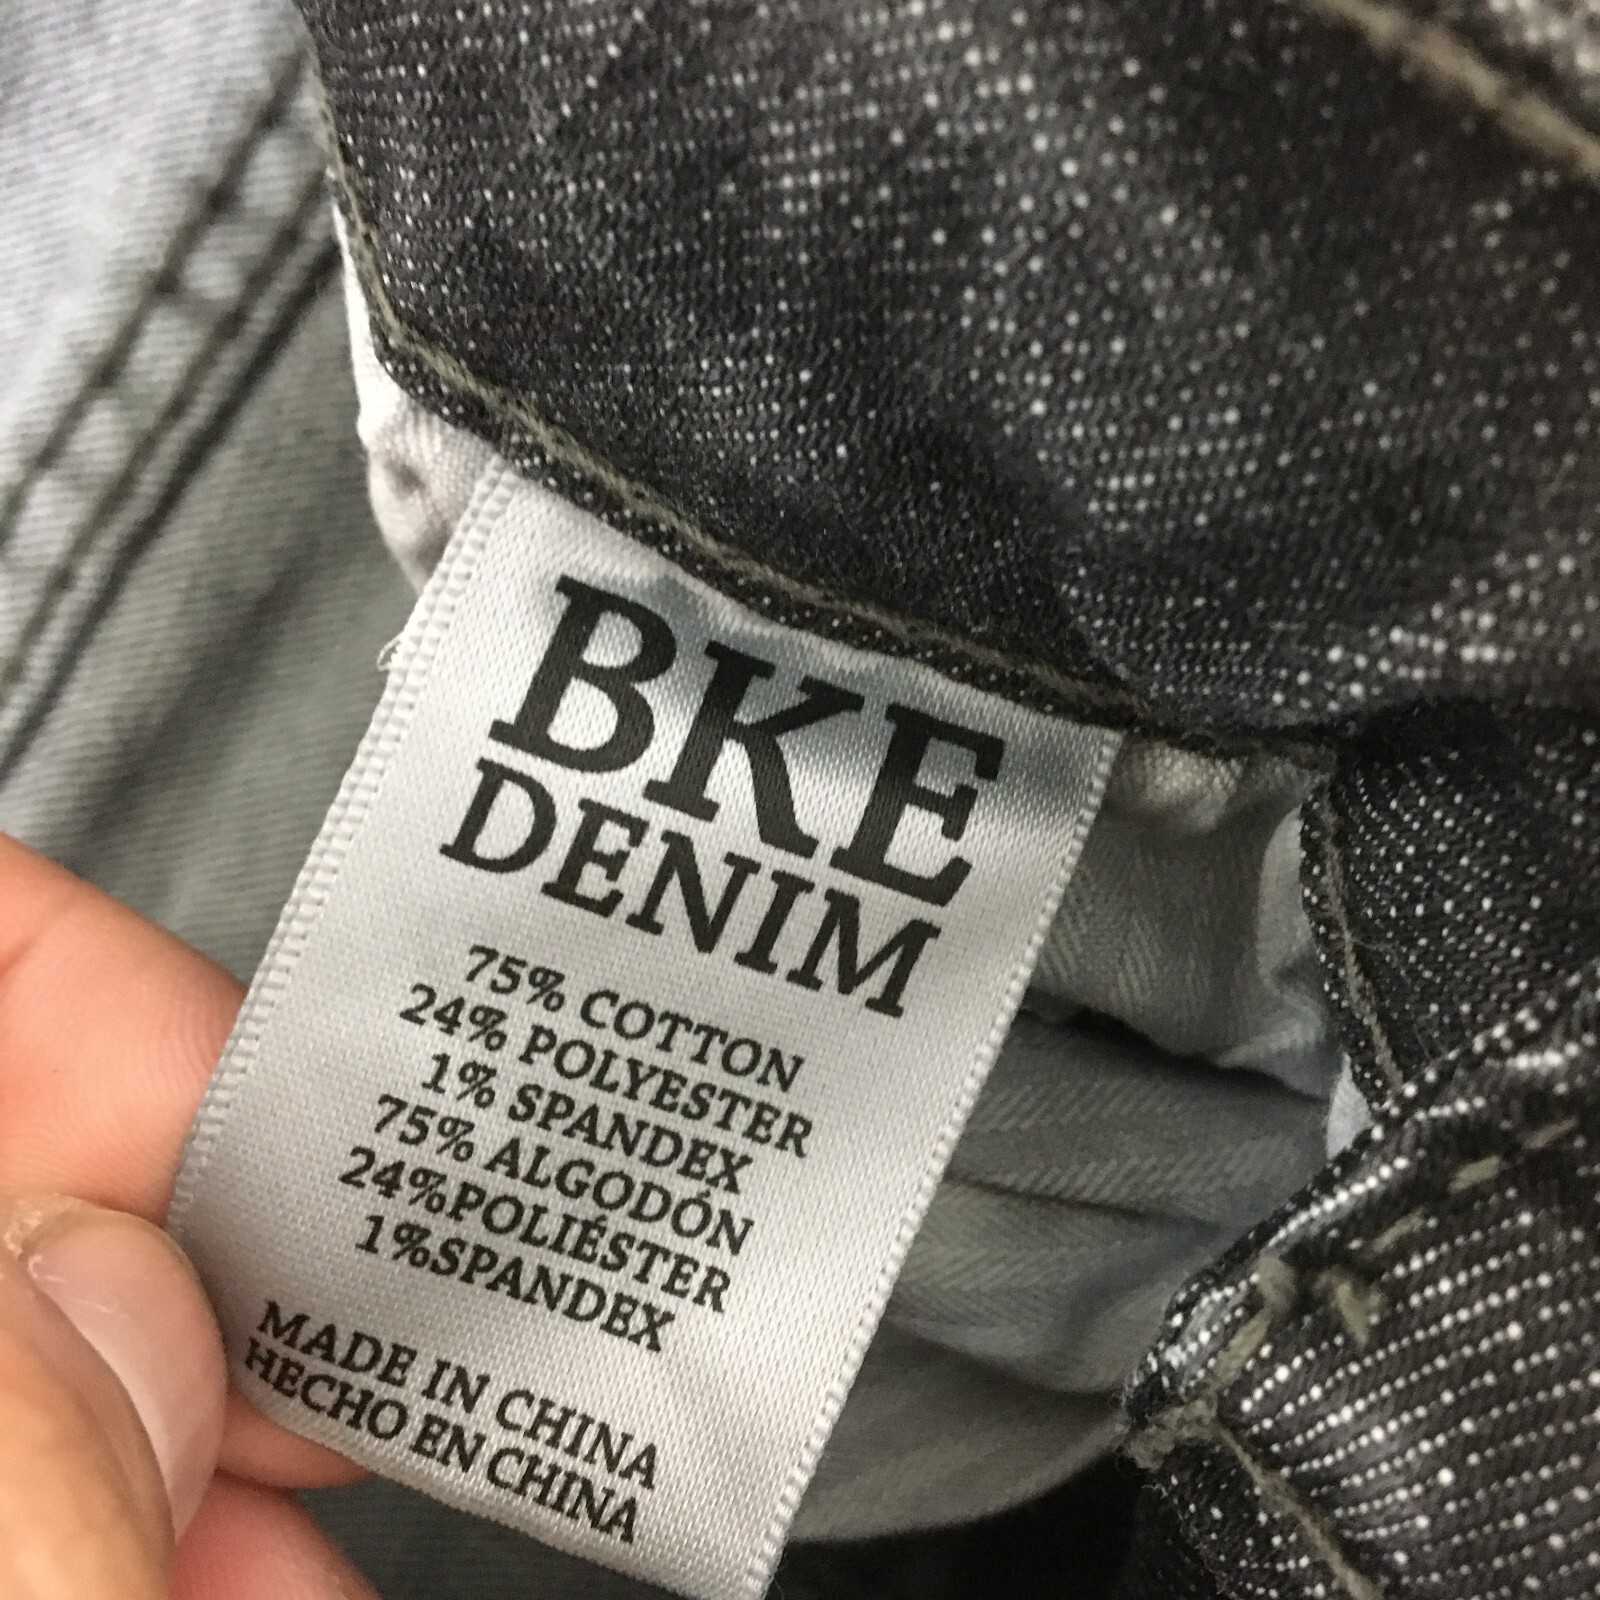 BKE
DENIM
75% COTTON
24% POLYESTER
1% SPANDEX
75% ALGODÓN
24%POLIÉSTER
1%SPANDEX
MADE IN CHINA
HECHO EN CHINA